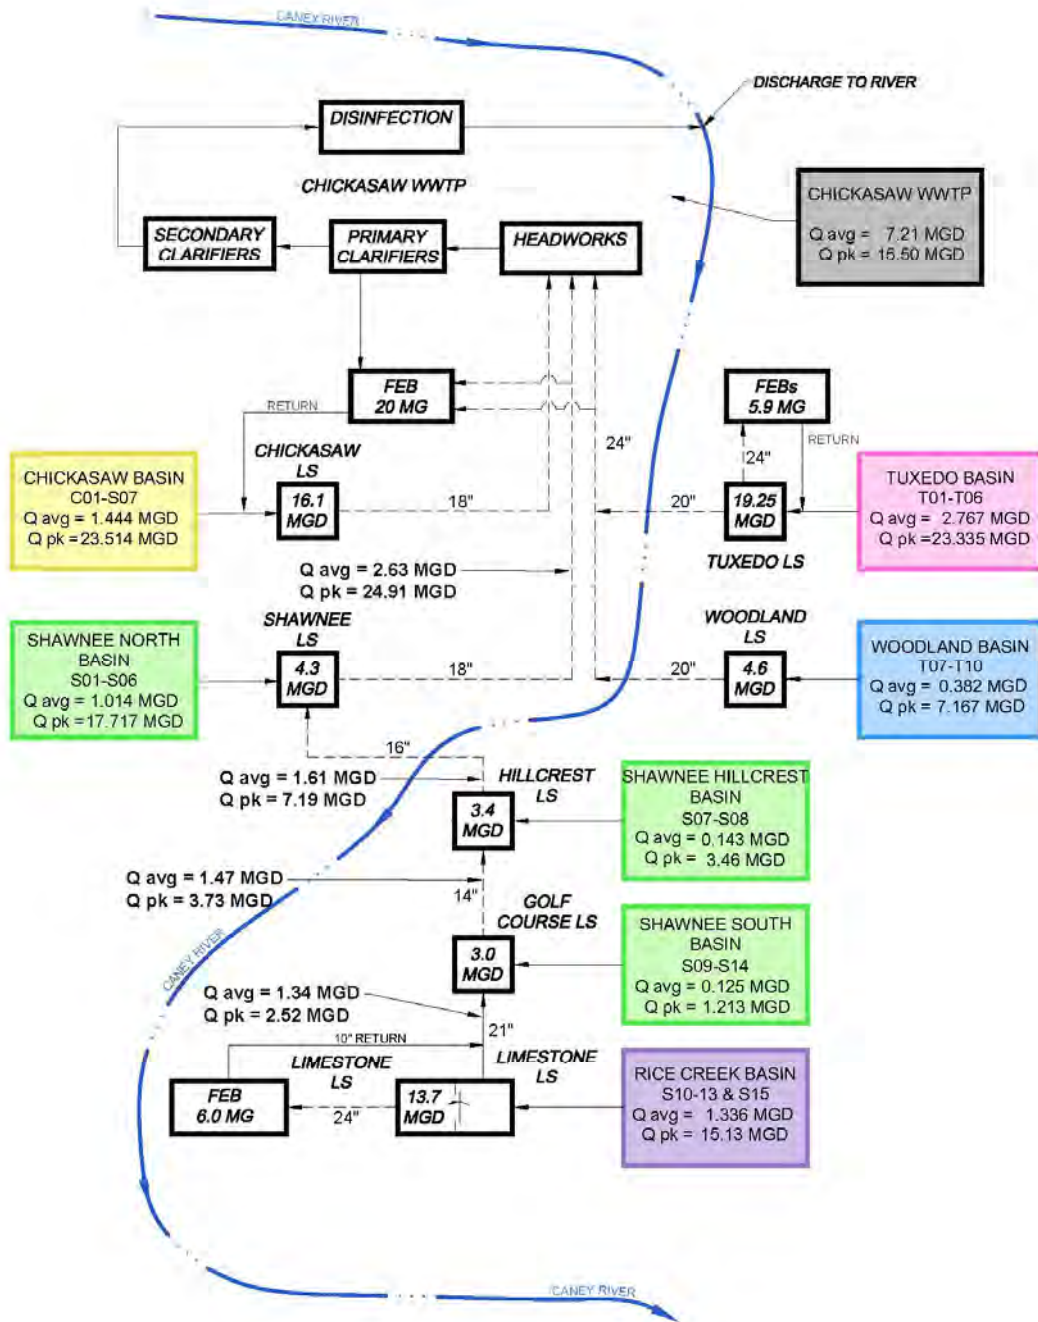 CANEY RIVER
DISCHARGE TO RIVER
DISINFECTION
CHICKASAW WWTP
CHICKASAW WWTP
Q avg = 7.21 MGD
Q pk = 16.50 MGD
SECONDARY
CLARIFIERS
PRIMARY
CLARIFIERS
HEADWORKS
FEB
20 MG
FEBs
5.9 MG
RETURN
RETURN
24"
24"
CHICKASAW
LS
CHICKASAW BASIN
C01-S07
Q avg = 1.444 MGD
Q pk =23.514 MGD
16.1
MGD
18"
20"
19.25
MGD
TUXEDO LS
TUXEDO BASIN
T01-T06
Q avg = 2.767 MGD
Q pk =23.335 MGD
Q avg = 2.63 MGD
Q pk = 24.91 MGD
SHAWNEE
LS
WOODLAND
LS
SHAWNEE NORTH
BASIN
S01-S06
Q avg = 1.014 MGD
Q pk =17.717 MGD
4.3
MGD
18"
20"
4.6
MGD
WOODLAND BASIN
T07-T10
Q avg = 0.382 MGD
Q pk = 7.167 MGD
16"
Q avg = 1.61 MGD
Q pk = 7.19 MGD
HILLCREST
LS
3.4
MGD
SHAWNEE HILLCREST
BASIN
S07-S08
Q avg = 0.143 MGD
Q pk = 3.46 MGD
Q avg = 1.47 MGD
Q pk = 3.73 MGD
14"
GOLF
COURSE LS
3.0
MGD
SHAWNEE SOUTH
BASIN
S09-S14
Q avg = 0.125 MGD
Q pk = 1.213 MGD
CANEY RIVER
Q avg = 1.34 MGD
Q pk = 2.52 MGD
21"
10" RETURN
LIMESTONE
LS
LIMESTONE
LS
FEB
6.0 MG
24"
13.7
MGD
RICE CREEK BASIN
S10-13 & S15
Q avg = 1.336 MGD
Q pk = 15.13 MGD
CANEY RIVER